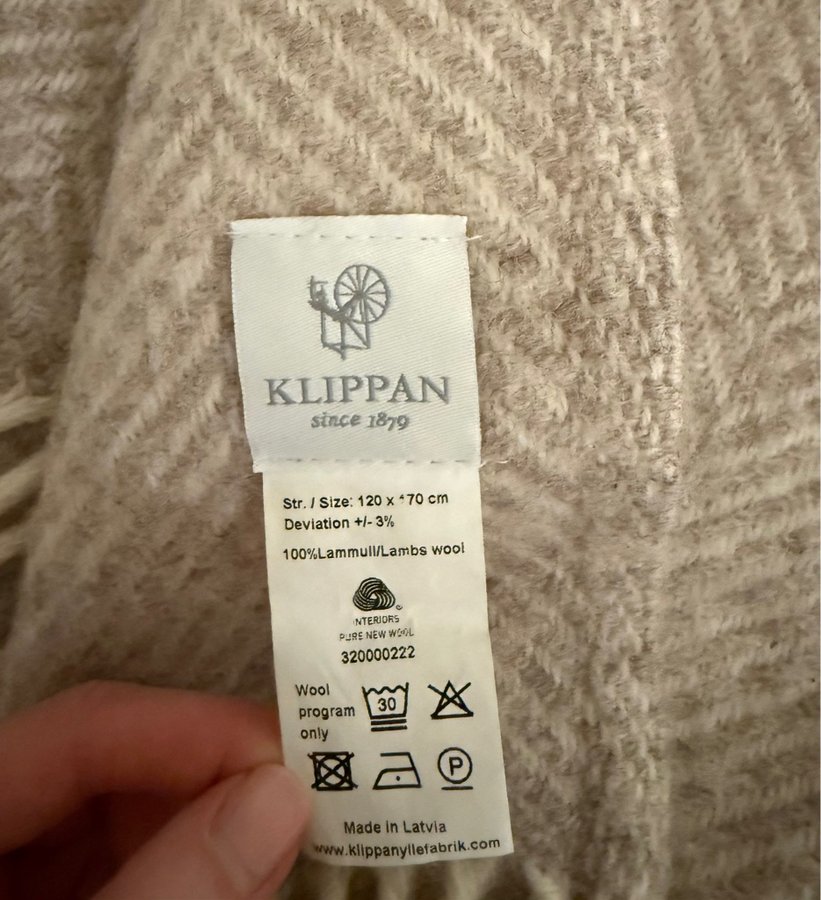 KLIPPAN
since 1879
Str. / Size: 120 x 170 cm
Deviation +/- 3%
100%Lammull/Lambs wool
INTERIORS
PURE NEW WOOL
320000222
Wool
program
only
30
P
Made in Latvia
www.klippanyllefabrik.com